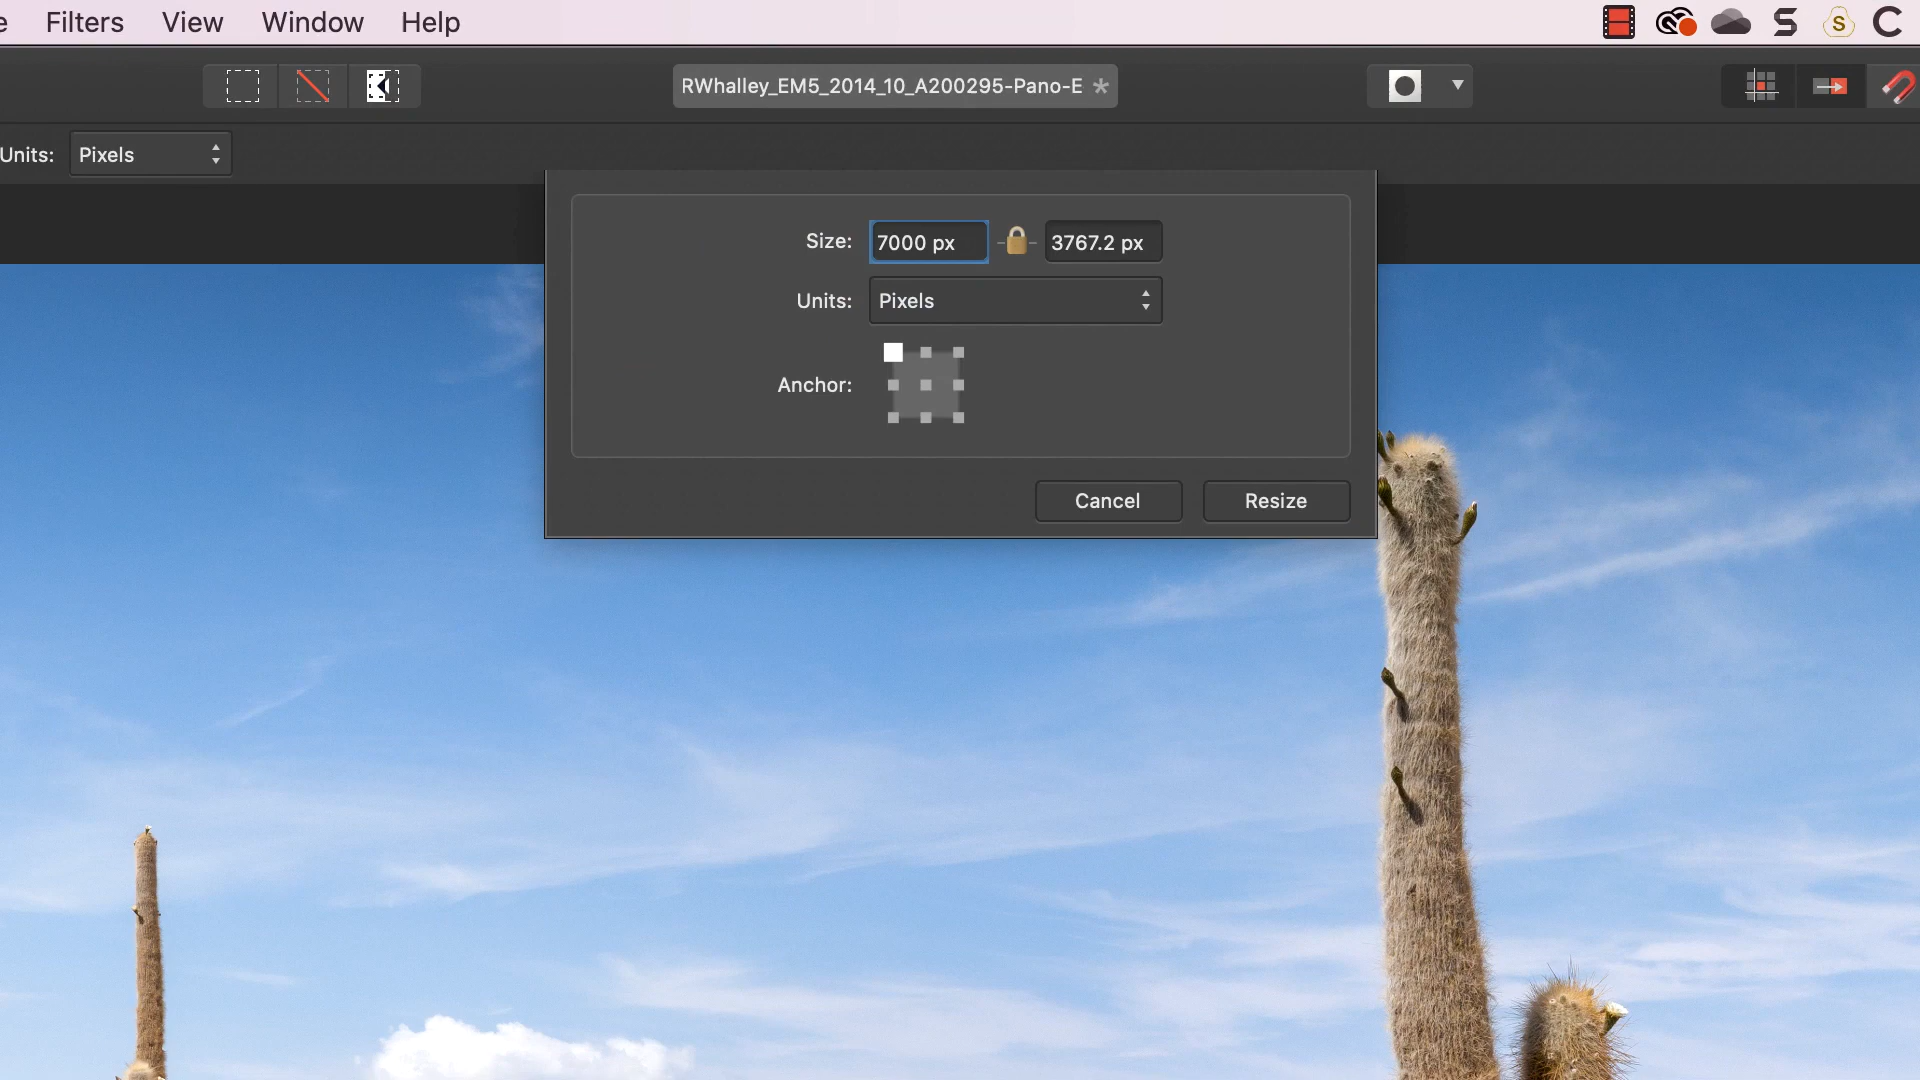 Filters View Window Help
RWhalley_EM5_2014_10_A200295-Pano-E *
Units: Pixels
Size: 7000 px 3767.2 px
Units: Pixels
Anchor:
Cancel Resize